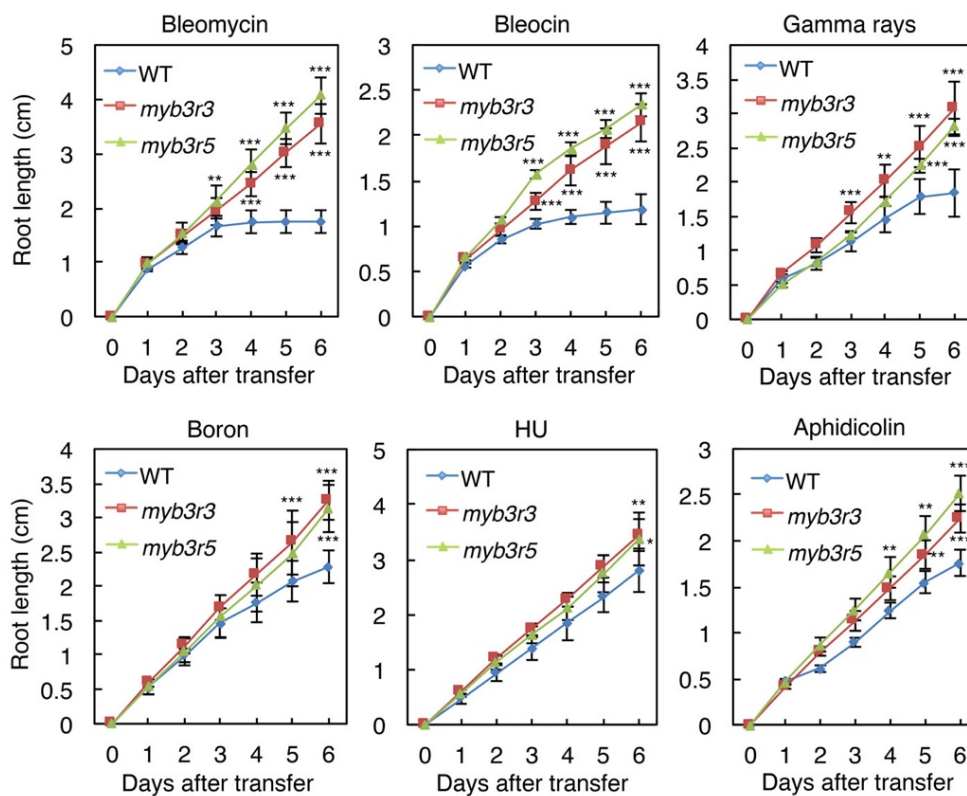 Bleomycin
Root length (cm)
5
4
3
2
1
0
WT
myb3r3
myb3r5
**
***
***
***
***
***
***
0 1 2 3 4 5 6
Days after transfer
Bleocin
3
2.5
2
1.5
1
0.5
0
WT
myb3r3
myb3r5
***
***
***
***
***
***
***
***
0 1 2 3 4 5 6
Days after transfer
Gamma rays
4
3.5
3
2.5
2
1.5
1
0.5
0
WT
myb3r3
myb3r5
***
**
***
***
***
***
0 1 2 3 4 5 6
Days after transfer
Boron
Root length (cm)
4
3.5
3
2.5
2
1.5
1
0.5
0
WT
myb3r3
myb3r5
***
***
***
0 1 2 3 4 5 6
Days after transfer
HU
5
4
3
2
1
0
WT
myb3r3
myb3r5
**
*
0 1 2 3 4 5 6
Days after transfer
Aphidicolin
3
2.5
2
1.5
1
0.5
0
WT
myb3r3
myb3r5
**
**
**
***
***
0 1 2 3 4 5 6
Days after transfer